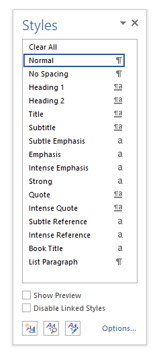 Styles
Clear All
Normal ¶
No Spacing ¶
Heading 1 ¶a
Heading 2 ¶a
Title ¶a
Subtitle ¶a
Subtle Emphasis a
Emphasis a
Intense Emphasis a
Strong a
Quote ¶a
Intense Quote ¶a
Subtle Reference a
Intense Reference a
Book Title a
List Paragraph ¶
Show Preview
Disable Linked Styles
Options...